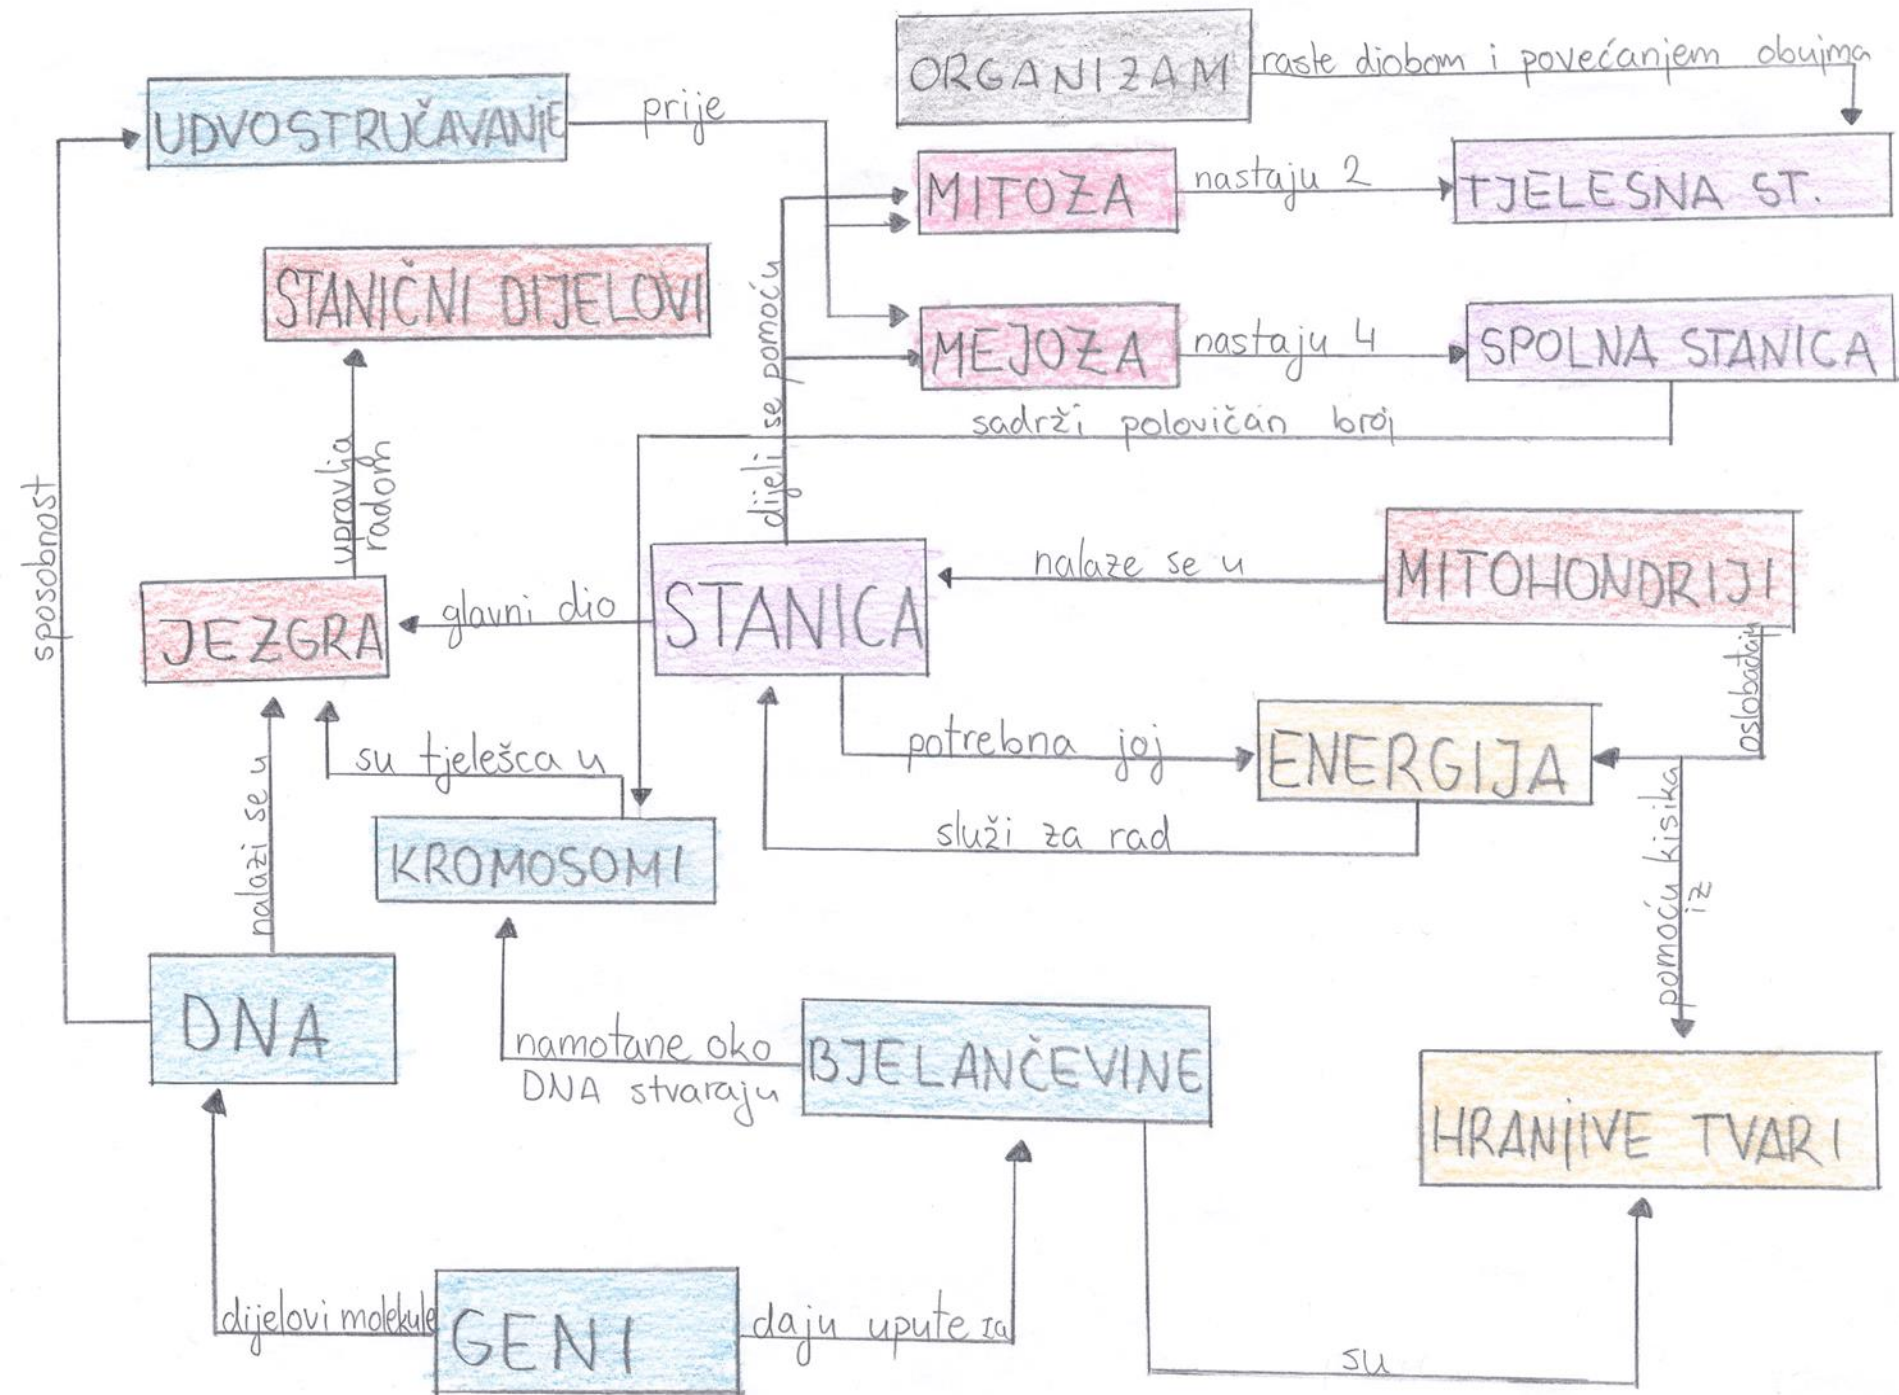 ORGANIZAM
raste diobom i povećanjem obujma
UDVOSTRUČAVANJE
prije
MITOZA
nastaju 2
TJELESNA ST.
STANIČNI DIJELOVI
MEJOZA
nastaju 4
SPOLNA STANICA
dijeli se pomoću
sadrži polovičan broj
upravlja
radom
sposobnost
JEZGRA
glavni dio
STANICA
nalaze se u
MITOHONDRIJI
oslobađaju
su tjelešca u
potrebna joj
ENERGIJA
služi za rad
nalazi se u
KROMOSOMI
pomoću kisika
iz
DNA
namotane oko
DNA stvaraju
BJELANČEVINE
HRANJIVE TVARI
dijelovi molekule
GENI
daju upute za
su